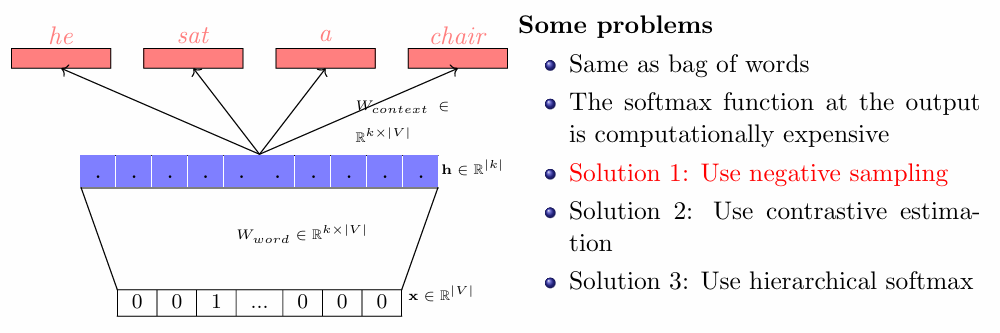 he sat a chair
W_context ∈
ℝ^{k×|V|}
. . . . . . . . . .
h ∈ ℝ^{|k|}
W_word ∈ ℝ^{k×|V|}
0 0 1 ... 0 0 0
x ∈ ℝ^{|V|}
Some problems
Same as bag of words
The softmax function at the output
is computationally expensive
Solution 1: Use negative sampling
Solution 2: Use contrastive estima-
tion
Solution 3: Use hierarchical softmax